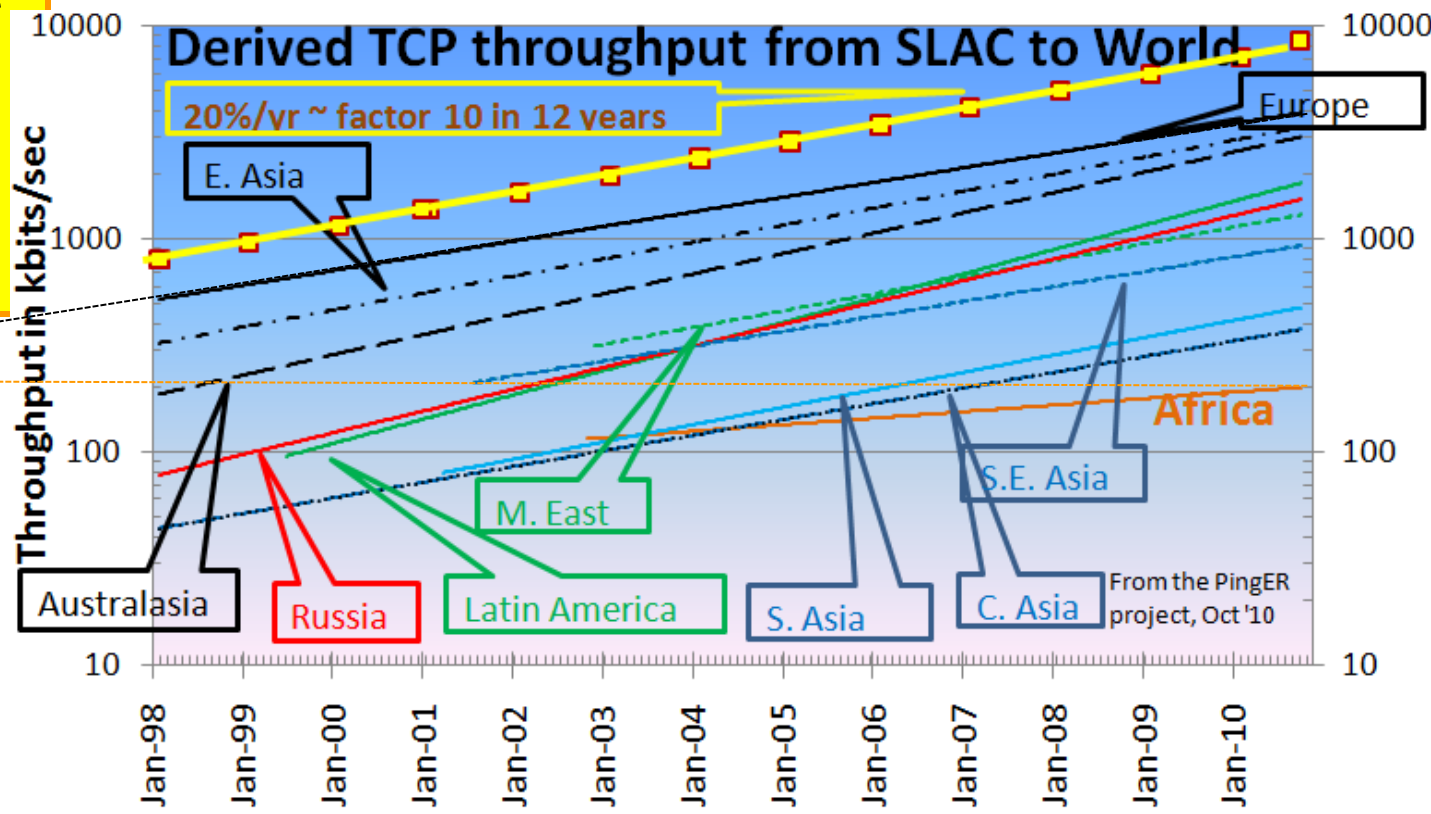 Derived TCP throughput from SLAC to World
20%/yr ~ factor 10 in 12 years
Europe
E. Asia
Throughput in kbits/sec
10000
1000
100
10
10000
1000
100
10
Africa
S.E. Asia
M. East
Australasia
Russia
Latin America
S. Asia
C. Asia
From the PingER
project, Oct '10
Jan-98
Jan-99
Jan-00
Jan-01
Jan-02
Jan-03
Jan-04
Jan-05
Jan-06
Jan-07
Jan-08
Jan-09
Jan-10